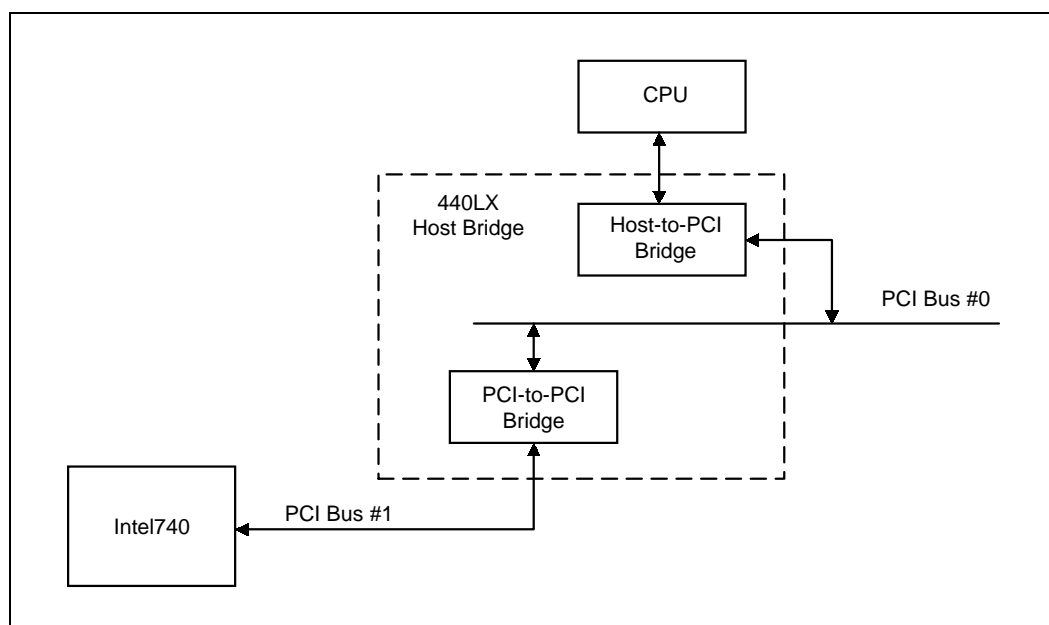 CPU
440LX
Host Bridge
Host-to-PCI
Bridge
PCI Bus #0
PCI-to-PCI
Bridge
PCI Bus #1
Intel740